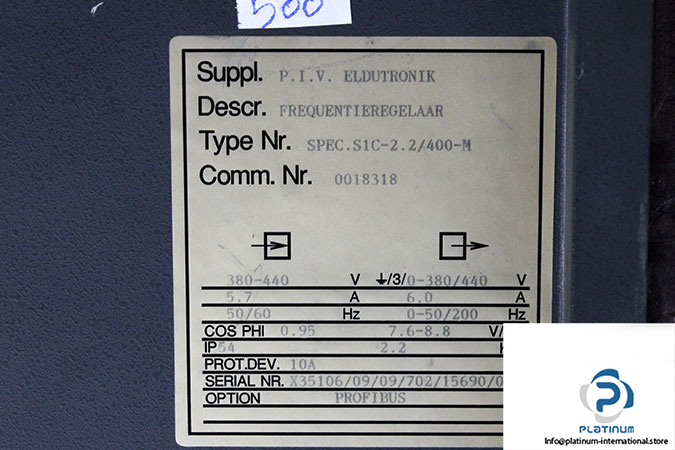 500
Suppl. P.I.V. ELDUTRONIK
Descr. FREQUENTIEREGELAAR
Type Nr. SPEC.S1C-2.2/400-M
Comm. Nr. 0018318
380-440 V ⏚/3/0-380/440 V
5.7 A 6.0 A
50/60 Hz 0-50/200 Hz
COS PHI 0.95 7.6-8.8 V/
IP54 2.2
PROT.DEV. 10A
SERIAL NR. X35106/09/09/702/15690/0
OPTION PROFIBUS
PLATINUM
Info@platinum-international.store